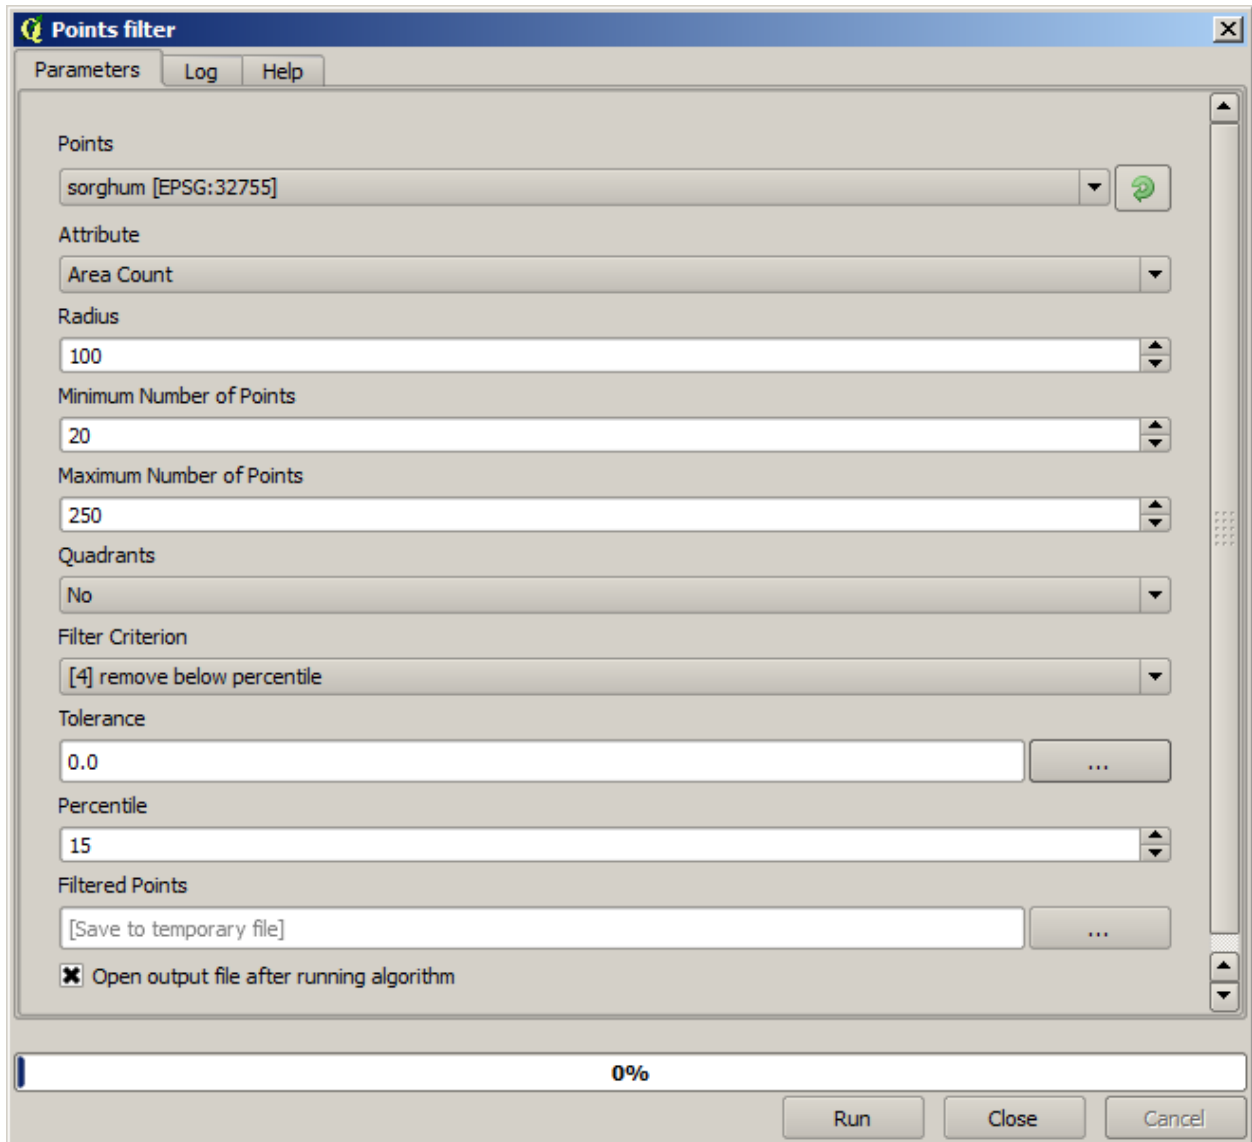 Points filter
Parameters Log Help
Points
sorghum [EPSG:32755]
Attribute
Area Count
Radius
100
Minimum Number of Points
20
Maximum Number of Points
250
Quadrants
No
Filter Criterion
[4] remove below percentile
Tolerance
0.0
...
Percentile
15
Filtered Points
[Save to temporary file]
...
Open output file after running algorithm
0%
Run Close Cancel